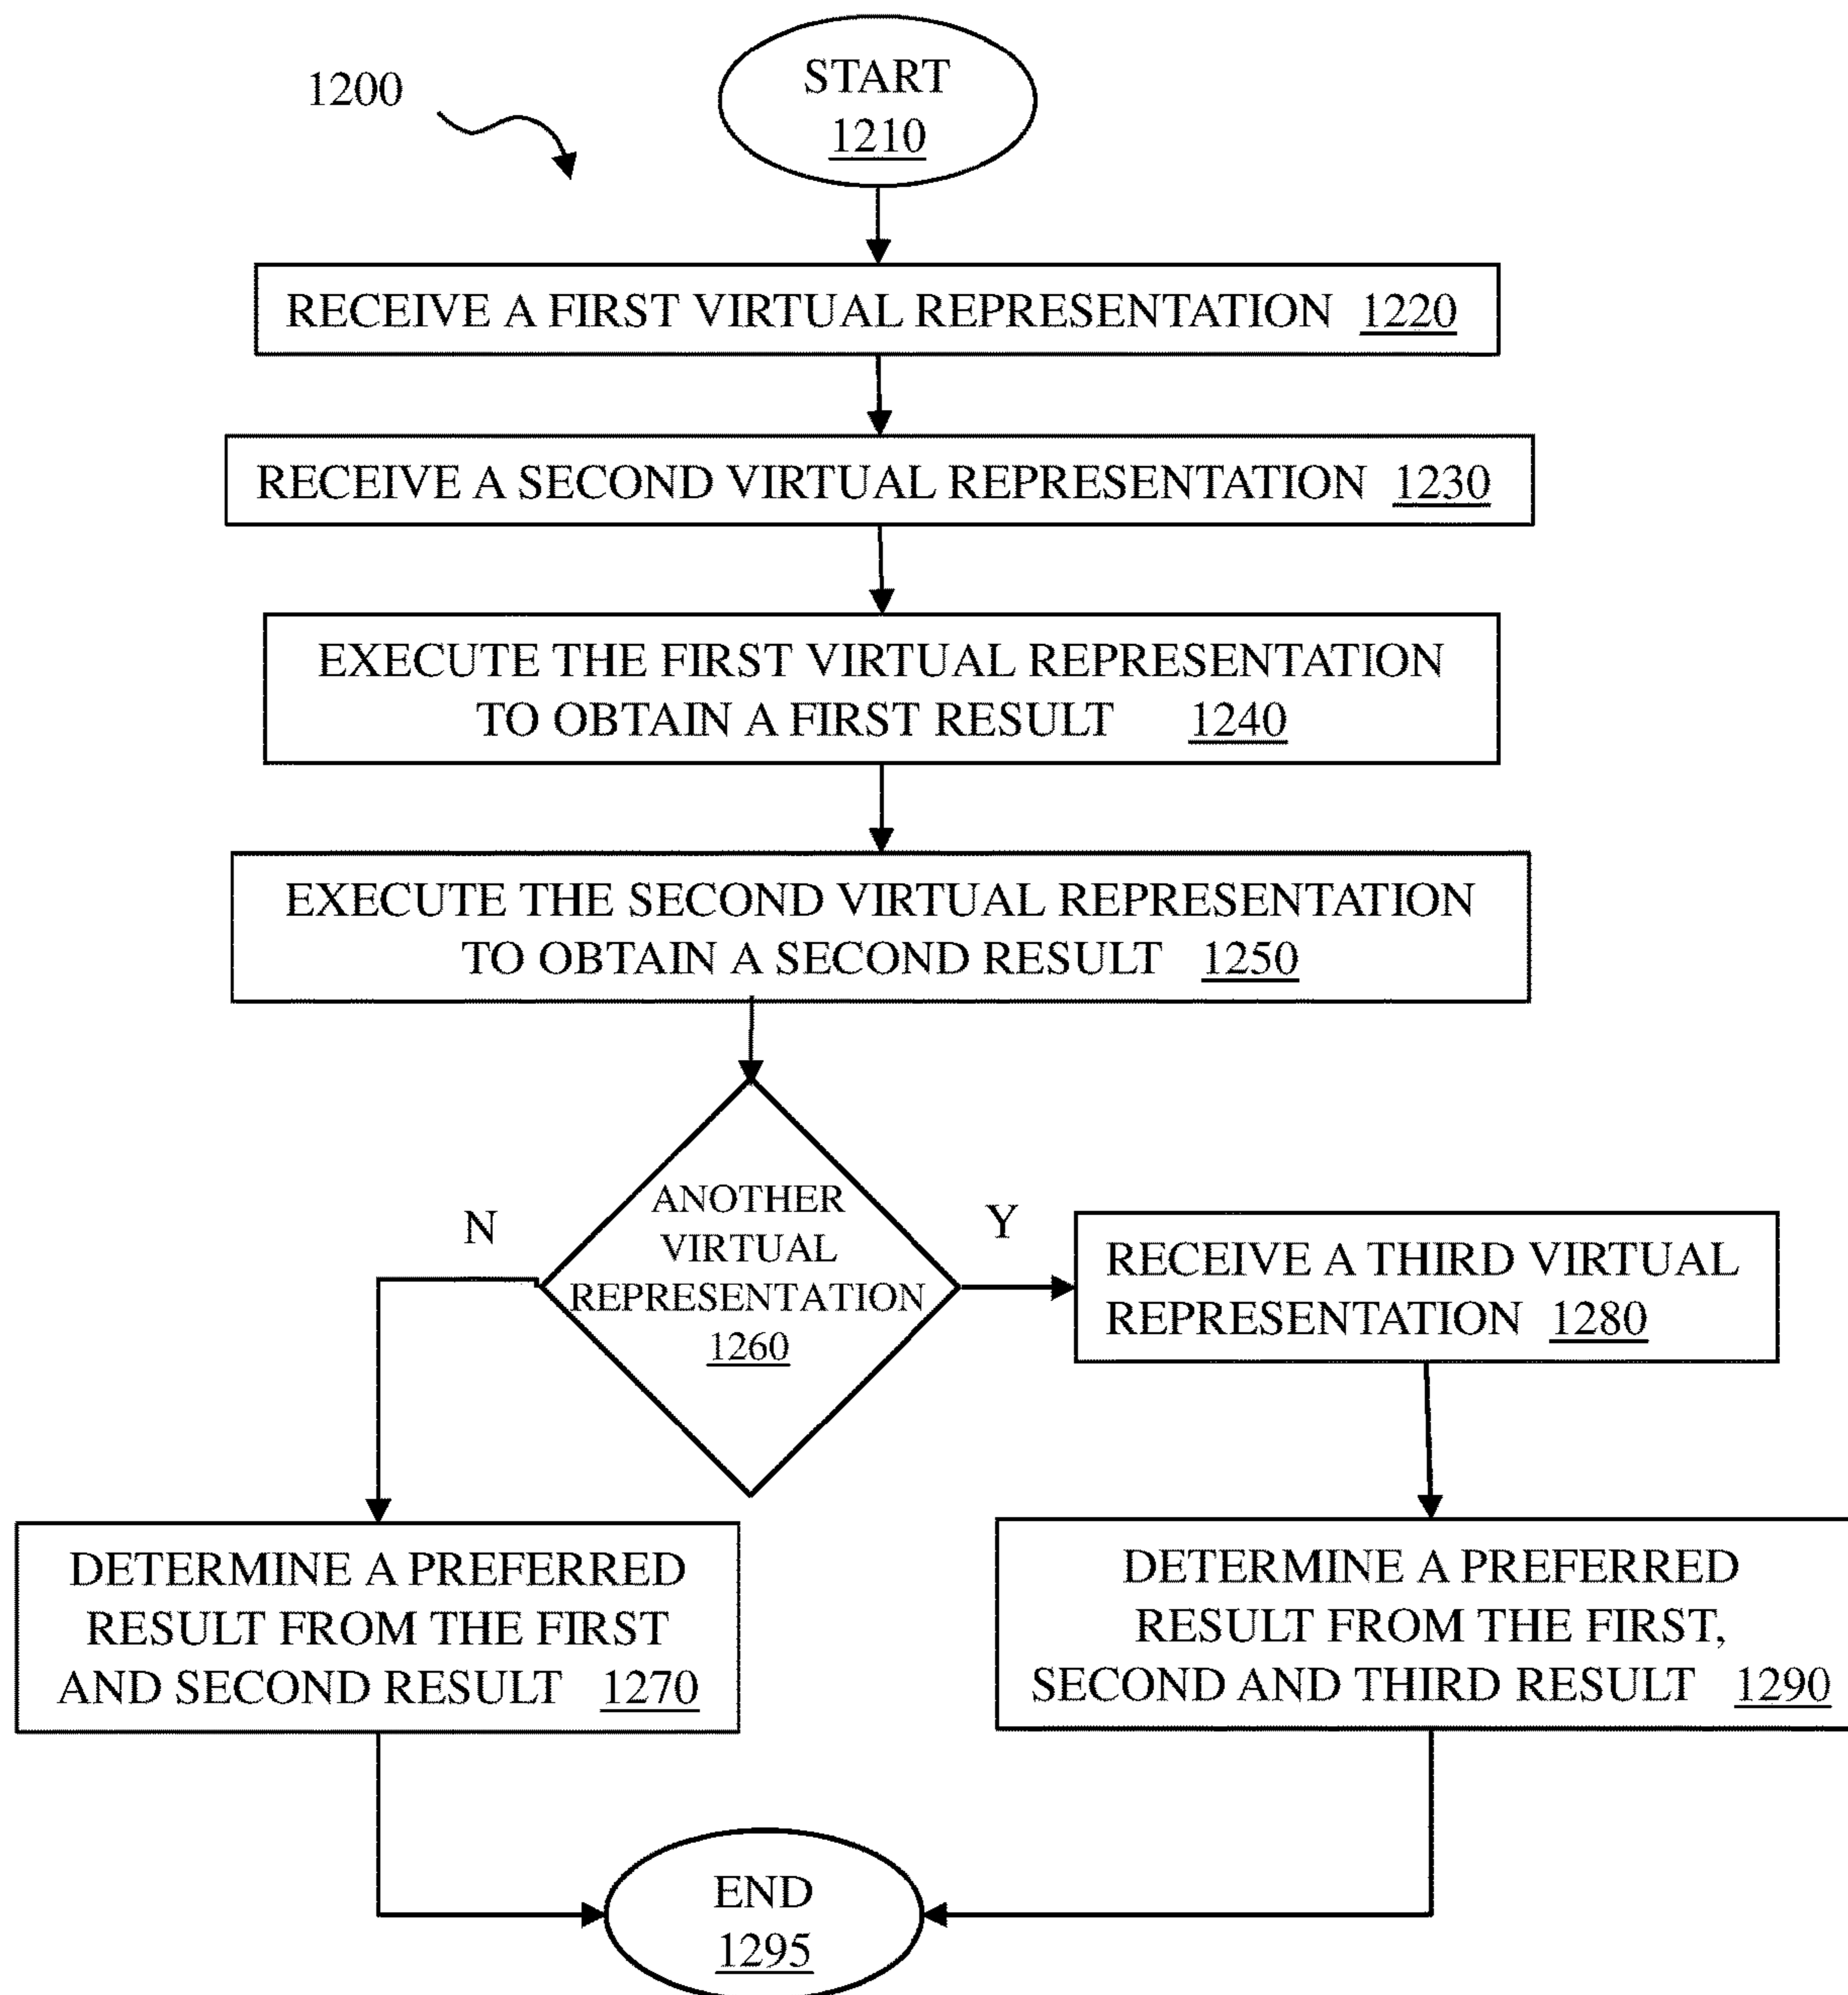 1200
START
1210
RECEIVE A FIRST VIRTUAL REPRESENTATION 1220
RECEIVE A SECOND VIRTUAL REPRESENTATION 1230
EXECUTE THE FIRST VIRTUAL REPRESENTATION
TO OBTAIN A FIRST RESULT 1240
EXECUTE THE SECOND VIRTUAL REPRESENTATION
TO OBTAIN A SECOND RESULT 1250
ANOTHER
VIRTUAL
REPRESENTATION
1260
N
Y
RECEIVE A THIRD VIRTUAL
REPRESENTATION 1280
DETERMINE A PREFERRED
RESULT FROM THE FIRST
AND SECOND RESULT 1270
DETERMINE A PREFERRED
RESULT FROM THE FIRST,
SECOND AND THIRD RESULT 1290
END
1295